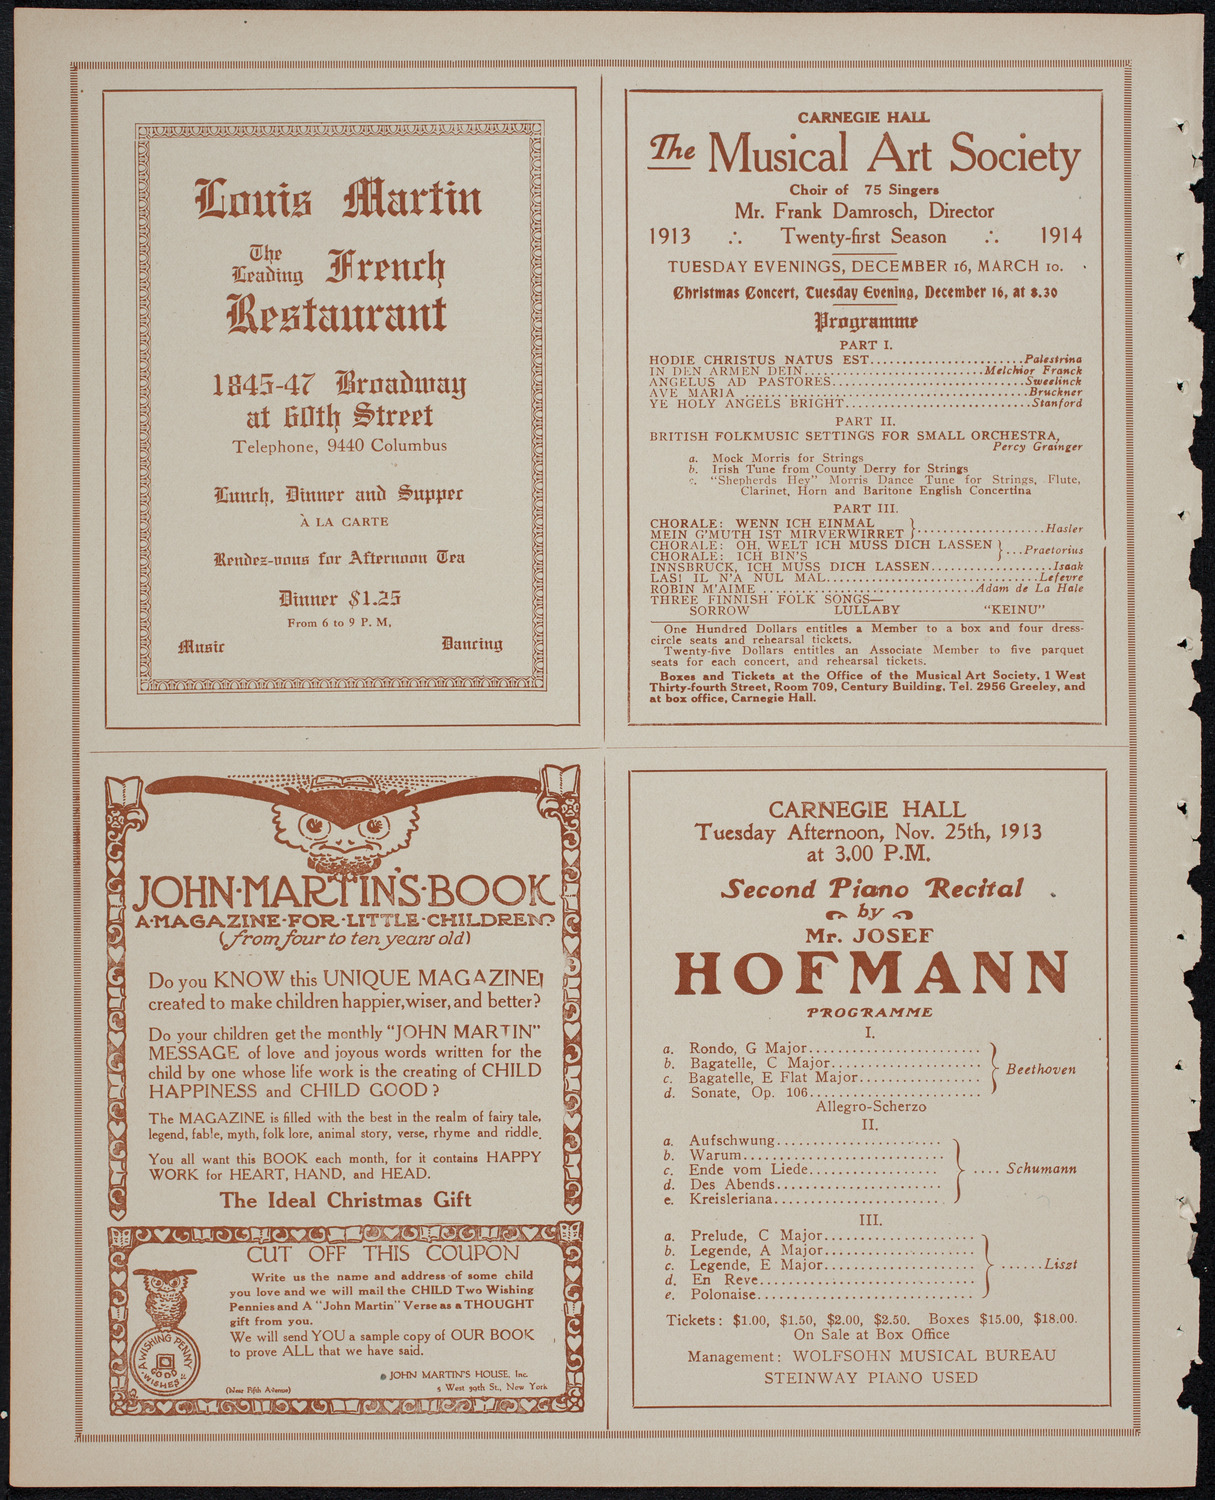 Louis Martin
The
Leading French
Restaurant
1845-47 Broadway
at 60th Street
Telephone, 9440 Columbus
Lunch, Dinner and Supper
À LA CARTE
Rendez-vous for Afternoon Tea
Dinner $1.25
From 6 to 9 P. M,
Music Dancing
CARNEGIE HALL
The Musical Art Society
Choir of 75 Singers
Mr. Frank Damrosch, Director
1913 ∴ Twenty-first Season ∴ 1914
TUESDAY EVENINGS, DECEMBER 16, MARCH 10.
Christmas Concert, Tuesday Evening, December 16, at 8.30
Programme
PART I.
HODIE CHRISTUS NATUS EST........................Palestrina
IN DEN ARMEN DEIN............................Melchior Franck
ANGELUS AD PASTORES..............................Sweelinck
AVE MARIA ............................................Bruckner
YE HOLY ANGELS BRIGHT.............................Stanford
PART II.
BRITISH FOLKMUSIC SETTINGS FOR SMALL ORCHESTRA,
Percy Grainger
a. Mock Morris for Strings
b. Irish Tune from County Derry for Strings
c. "Shepherds Hey" Morris Dance Tune for Strings, Flute,
Clarinet, Horn and Baritone English Concertina
PART III.
CHORALE: WENN ICH EINMAL
MEIN G'MUTH IST MIRVERWIRRET }....................Hasler
CHORALE: OH, WELT ICH MUSS DICH LASSEN
CHORALE: ICH BIN'S }...Praetorius
INNSBRUCK, ICH MUSS DICH LASSEN...................Isaak
LAS! IL N'A NUL MAL.................................Lefevre
ROBIN M'AIME .................................Adam de La Hale
THREE FINNISH FOLK SONGS—
SORROW LULLABY "KEINU"
One Hundred Dollars entitles a Member to a box and four dress-
circle seats and rehearsal tickets.
Twenty-five Dollars entitles an Associate Member to five parquet
seats for each concert, and rehearsal tickets.
Boxes and Tickets at the Office of the Musical Art Society, 1 West
Thirty-fourth Street, Room 709, Century Building, Tel. 2956 Greeley, and
at box office, Carnegie Hall.
JOHN·MARTIN'S·BOOK
A·MAGAZINE·FOR·LITTLE·CHILDREN?
(from four to ten years old)
Do you KNOW this UNIQUE MAGAZINE
created to make children happier, wiser, and better?
Do your children get the monthly "JOHN MARTIN"
MESSAGE of love and joyous words written for the
child by one whose life work is the creating of CHILD
HAPPINESS and CHILD GOOD?
The MAGAZINE is filled with the best in the realm of fairy tale,
legend, fable, myth, folk lore, animal story, verse, rhyme and riddle.
You all want this BOOK each month, for it contains HAPPY
WORK for HEART, HAND, and HEAD.
The Ideal Christmas Gift
CUT OFF THIS COUPON
Write us the name and address of some child
you love and we will mail the CHILD Two Wishing
Pennies and A "John Martin" Verse as a THOUGHT
gift from you.
We will send YOU a sample copy of OUR BOOK
to prove ALL that we have said.
A WISHING PENNY
GOOD
WISHES
JOHN MARTIN'S HOUSE, Inc.
(Near Fifth Avenue) 5 West 39th St., New York
CARNEGIE HALL
Tuesday Afternoon, Nov. 25th, 1913
at 3.00 P.M.
Second Piano Recital
by
Mr. JOSEF
HOFMANN
PROGRAMME
I.
a. Rondo, G Major........................
b. Bagatelle, C Major.....................
c. Bagatelle, E Flat Major................ } Beethoven
d. Sonate, Op. 106........................
Allegro-Scherzo
II.
a. Aufschwung........................
b. Warum.............................
c. Ende vom Liede.................... } .... Schumann
d. Des Abends........................
e. Kreisleriana........................
III.
a. Prelude, C Major......................
b. Legende, A Major......................
c. Legende, E Major...................... } ......Liszt
d. En Reve...............................
e. Polonaise..............................
Tickets: $1.00, $1.50, $2.00, $2.50. Boxes $15.00, $18.00.
On Sale at Box Office
Management: WOLFSOHN MUSICAL BUREAU
STEINWAY PIANO USED